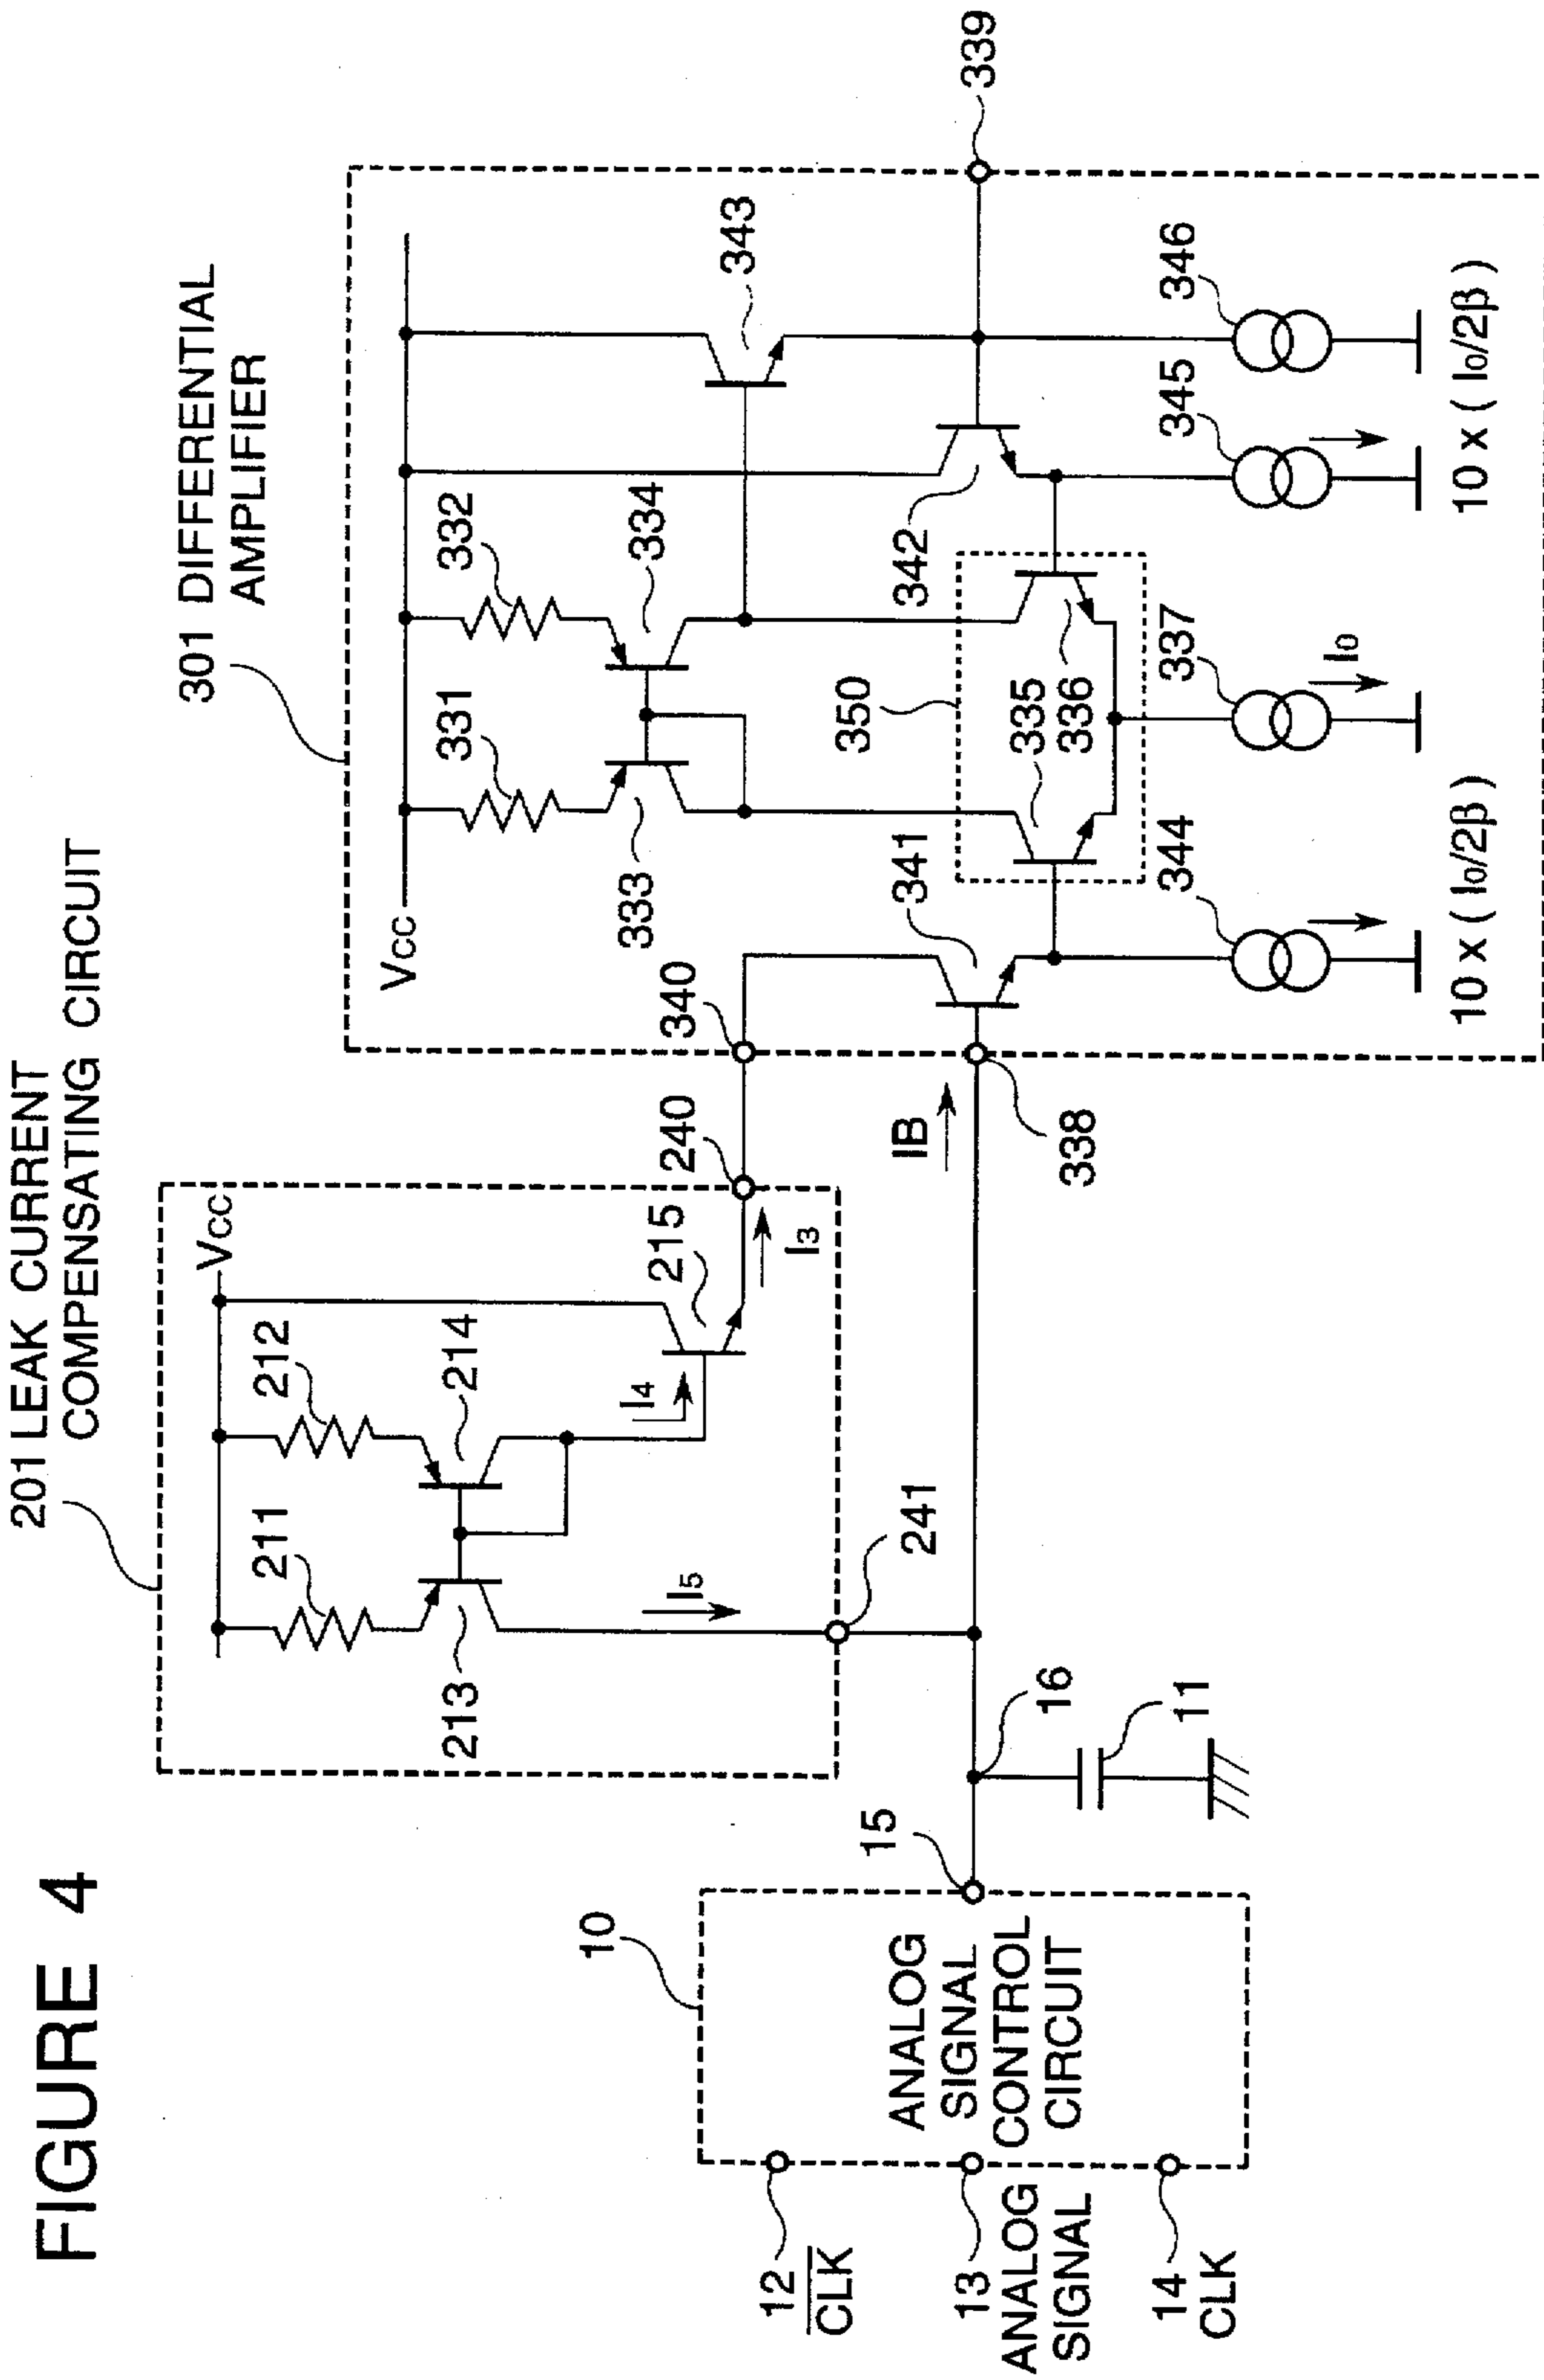 FIGURE 4
201 LEAK CURRENT
COMPENSATING CIRCUIT
301 DIFFERENTIAL
AMPLIFIER
VCC
211
212
213
214
215
I4
I3
I5
240
241
VCC
331
332
333
334
343
340
341
342
350
335
336
339
IB
338
344
337
I0
345
346
10 x ( I0/2β )
10 x ( I0/2β )
10
15
16
11
ANALOG
SIGNAL
CONTROL
CIRCUIT
12
CLK
13
ANALOG
SIGNAL
14
CLK